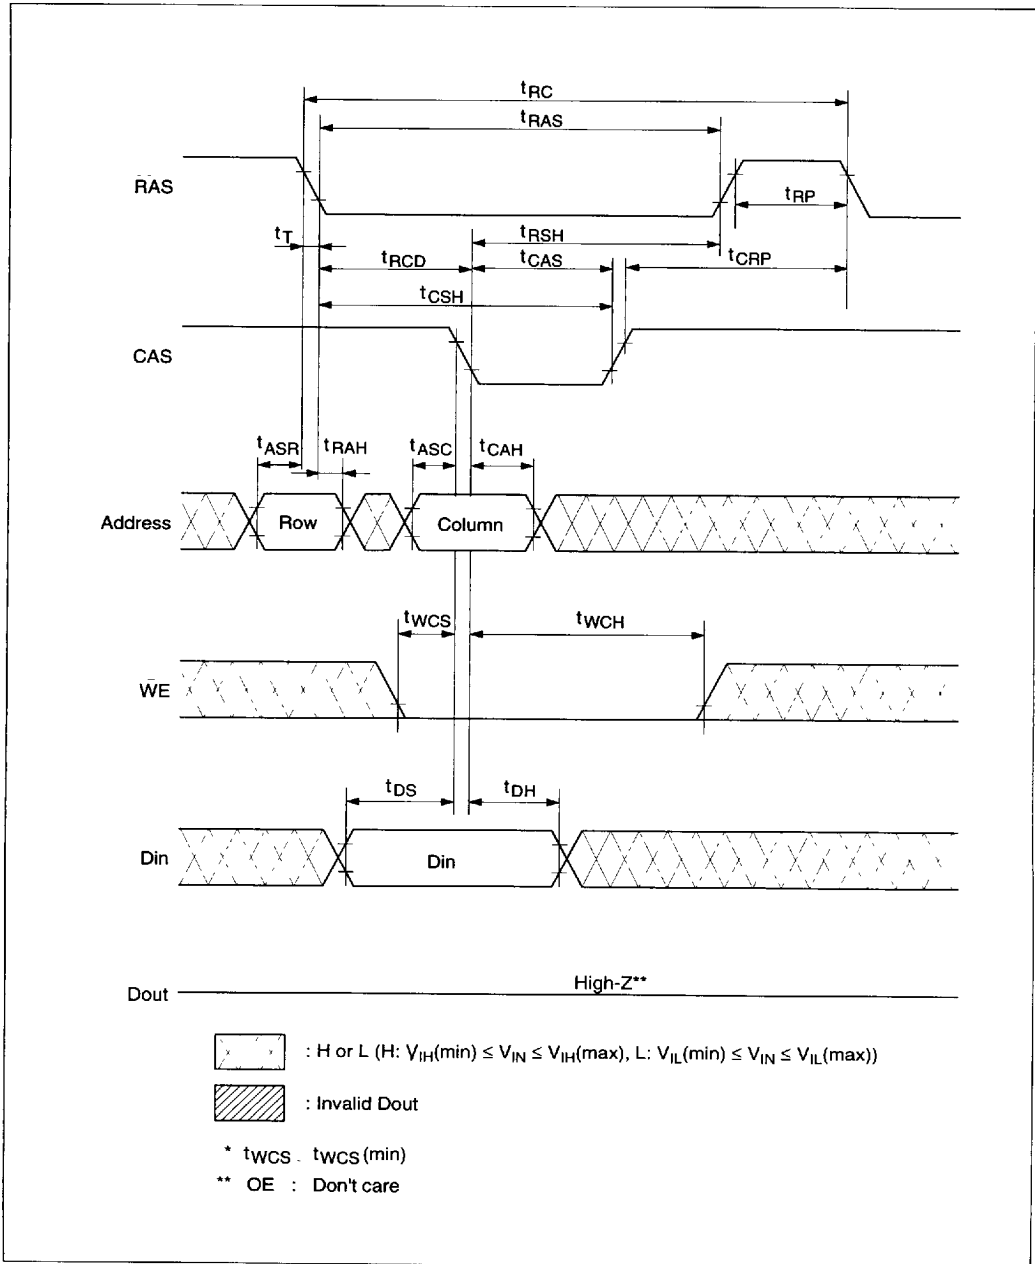 tRC
tRAS
RAS
tRP
tT
tRSH
tRCD
tCAS
tCRP
tCSH
CAS
tASR
tRAH
tASC
tCAH
Address
Row
Column
tWCS
tWCH
WE
tDS
tDH
Din
Din
High-Z**
Dout
: H or L (H: VIH(min) ≤ VIN ≤ VIH(max), L: VIL(min) ≤ VIN ≤ VIL(max))
: Invalid Dout
* tWCS tWCS(min)
** OE : Don't care